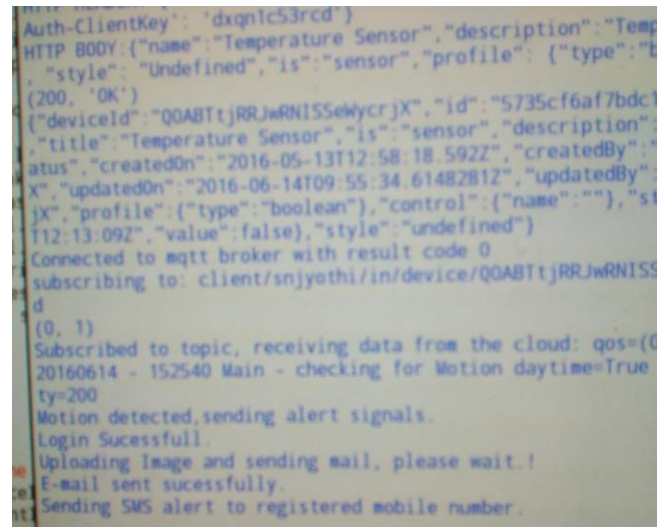 Auth-ClientKey': 'dxqn1c53rcd'}
HTTP BODY:{"name":"Temperature Sensor","description":"Temp
, "style": "Undefined","is":"sensor","profile": {"type":"b
(200, 'OK')
{"deviceId":"Q0ABTtjRRJwRNISSeWycrjX","id":"5735cf6af7bdc1
,"title":"Temperature Sensor","is":"sensor","description":
atus","createdOn":"2016-05-13T12:58:18.592Z","createdBy":"
X","updatedOn":"2016-06-14T09:55:34.6148281Z","updatedBy":
jX","profile":{"type":"boolean"},"control":{"name":""},"st
T12:13:09Z","value":false},"style":"undefined"}
Connected to mqtt broker with result code 0
subscribing to: client/snjyothi/in/device/Q0ABTtjRRJwRNISS
d
(0, 1)
Subscribed to topic, receiving data from the cloud: qos=(0
20160614 - 152540 Main - checking for Motion daytime=True
ty=200
Motion detected,sending alert signals.
Login Sucessfull.
Uploading Image and sending mail, please wait.!
E-mail sent sucessfully.
Sending SMS alert to registered mobile number.